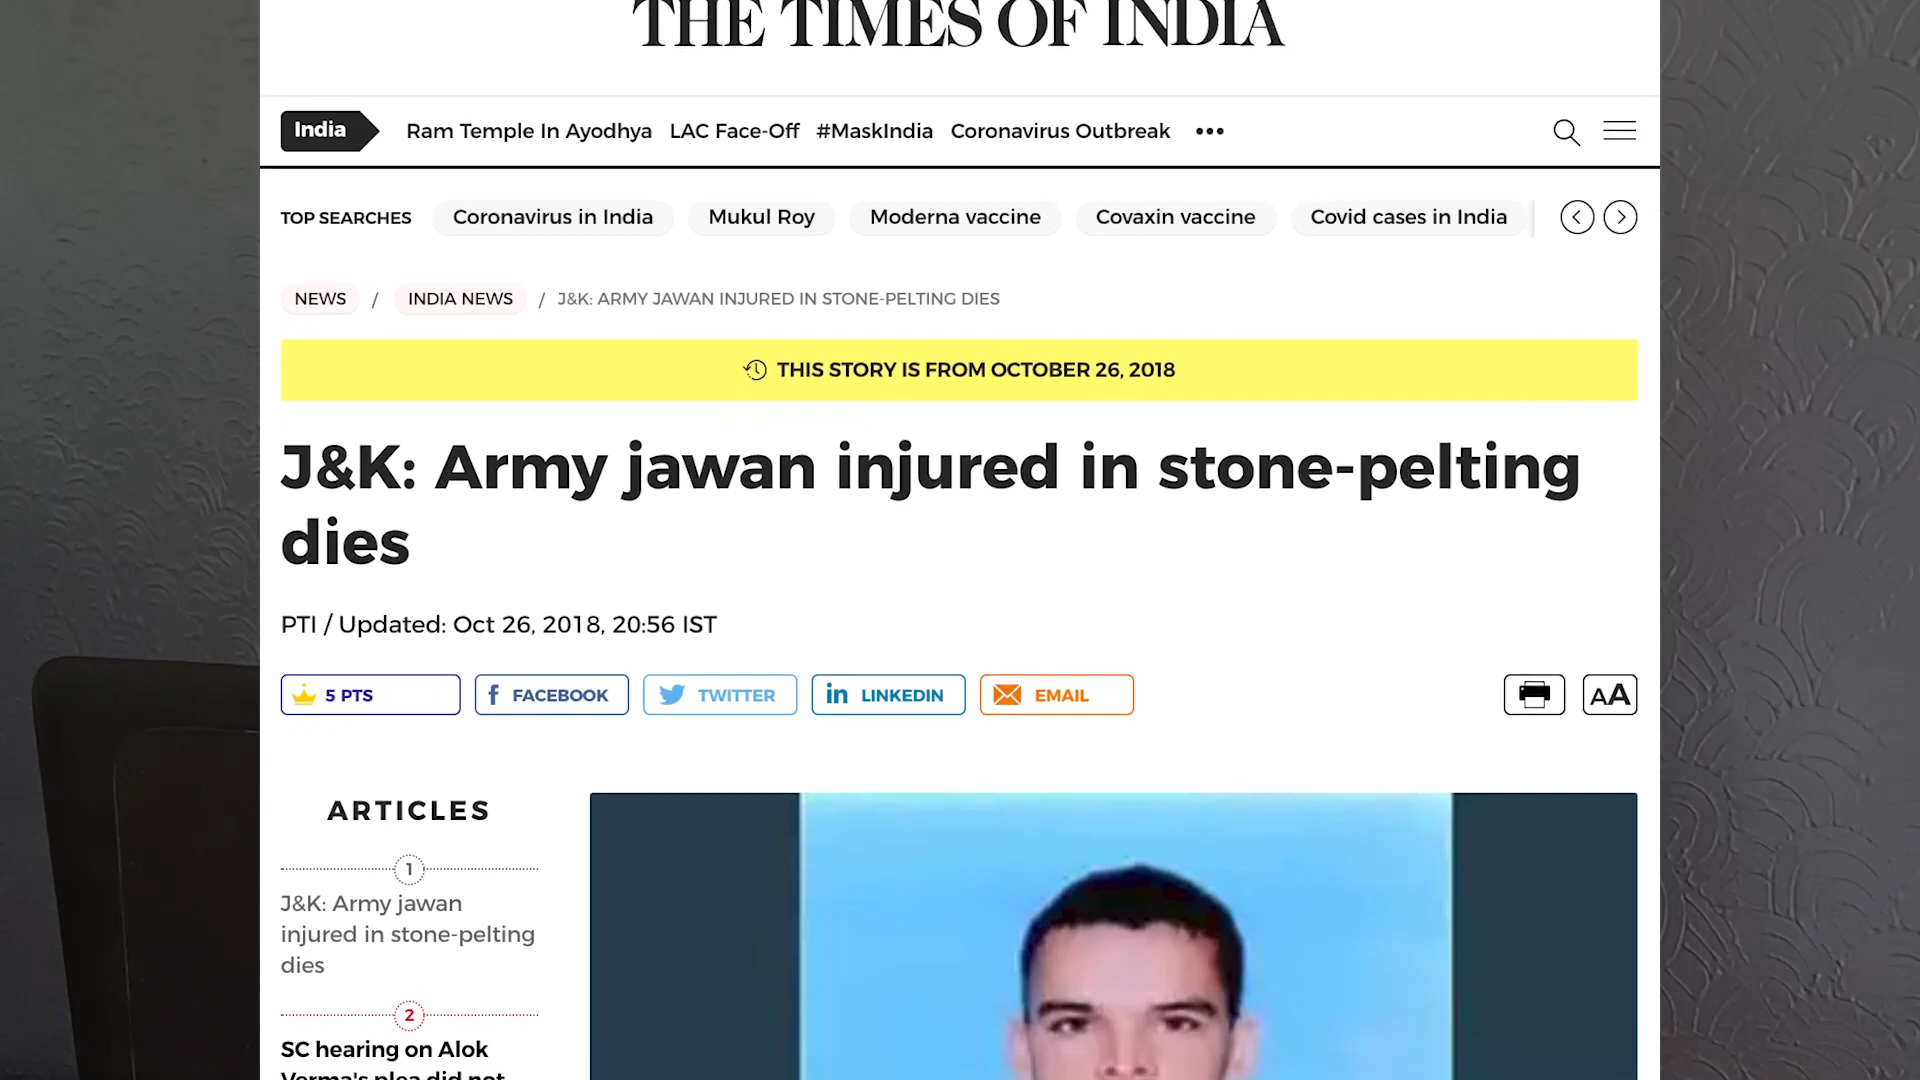 THE TIMES OF INDIA
India
Ram Temple In Ayodhya LAC Face-Off #MaskIndia Coronavirus Outbreak •••
TOP SEARCHES Coronavirus in India Mukul Roy Moderna vaccine Covaxin vaccine Covid cases in India
NEWS / INDIA NEWS / J&K: ARMY JAWAN INJURED IN STONE-PELTING DIES
THIS STORY IS FROM OCTOBER 26, 2018
J&K: Army jawan injured in stone-pelting
dies
PTI / Updated: Oct 26, 2018, 20:56 IST
5 PTS FACEBOOK TWITTER LINKEDIN EMAIL AA
ARTICLES
1
J&K: Army jawan
injured in stone-pelting
dies
2
SC hearing on Alok
Verma's plea did not